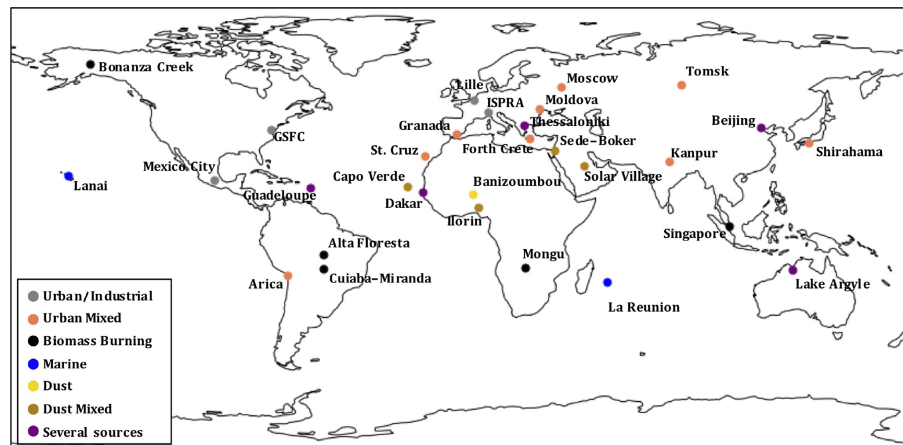 Bonanza Creek
Lille
Moscow
Tomsk
ISPRA
Moldova
GSFC
Granada
Thessaloniki
Beijing
St. Cruz
Forth Crete
Sede-Boker
Kanpur
Shirahama
Mexico City
Lanai
Capo Verde
Banizoumbou
Solar Village
Guadeloupe
Dakar
Ilorin
Singapore
Alta Floresta
Mongu
Cuiaba-Miranda
Arica
Lake Argyle
La Reunion
Urban/Industrial
Urban Mixed
Biomass Burning
Marine
Dust
Dust Mixed
Several sources